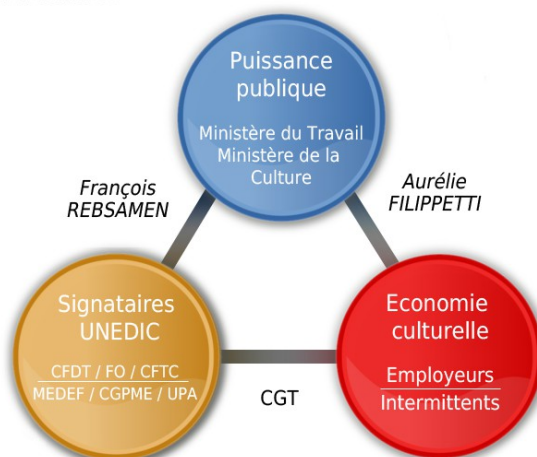 Puissance
publique
Ministère du Travail
Ministère de la
Culture
François
REBSAMEN
Aurélie
FILIPPETTI
Signataires
UNEDIC
CFDT / FO / CFTC
MEDEF / CGPME / UPA
CGT
Economie
culturelle
Employeurs
Intermittents